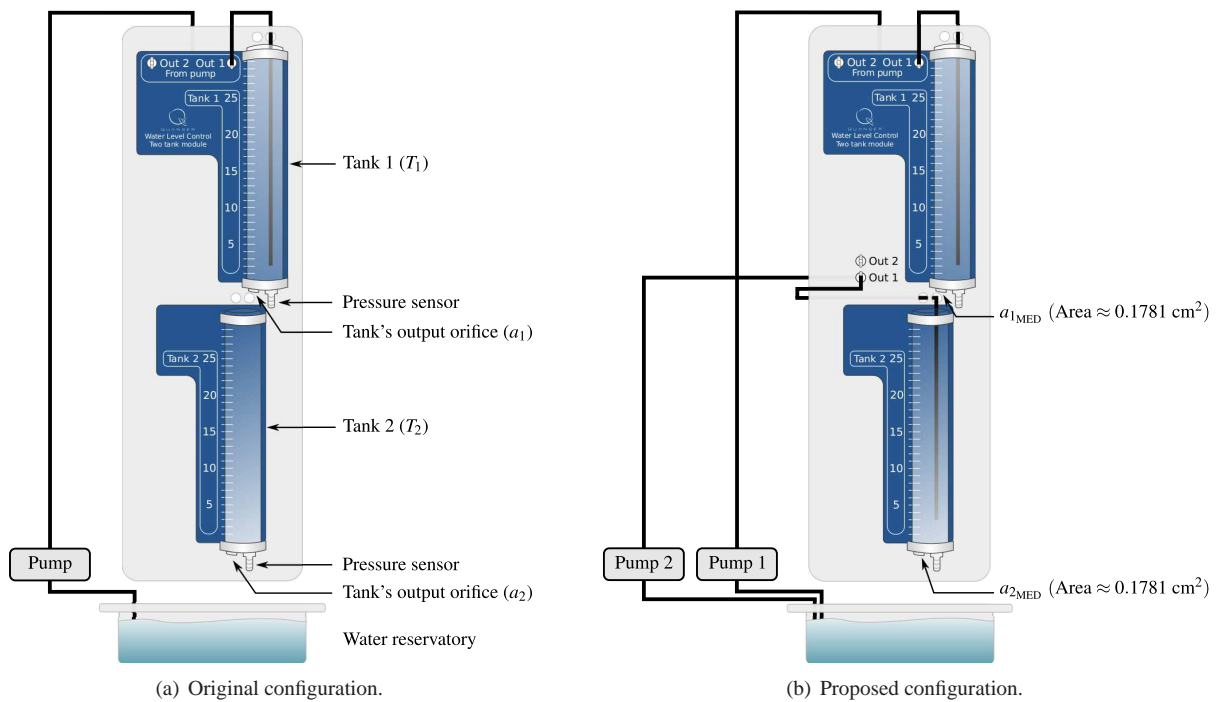 Out 2 Out 1
From pump
Tank 1 25
20
15
10
5
QUANSER
Water Level Control
Two tank module
Tank 1 (T1)
Pressure sensor
Tank's output orifice (a1)
Tank 2 25
20
15
10
5
Tank 2 (T2)
Pump
Pressure sensor
Tank's output orifice (a2)
Water reservatory
(a) Original configuration.
Out 2 Out 1
From pump
Tank 1 25
20
15
10
5
QUANSER
Water Level Control
Two tank module
Out 2
Out 1
a1MED (Area ≈ 0.1781 cm²)
Tank 2 25
20
15
10
5
Pump 2
Pump 1
a2MED (Area ≈ 0.1781 cm²)
(b) Proposed configuration.